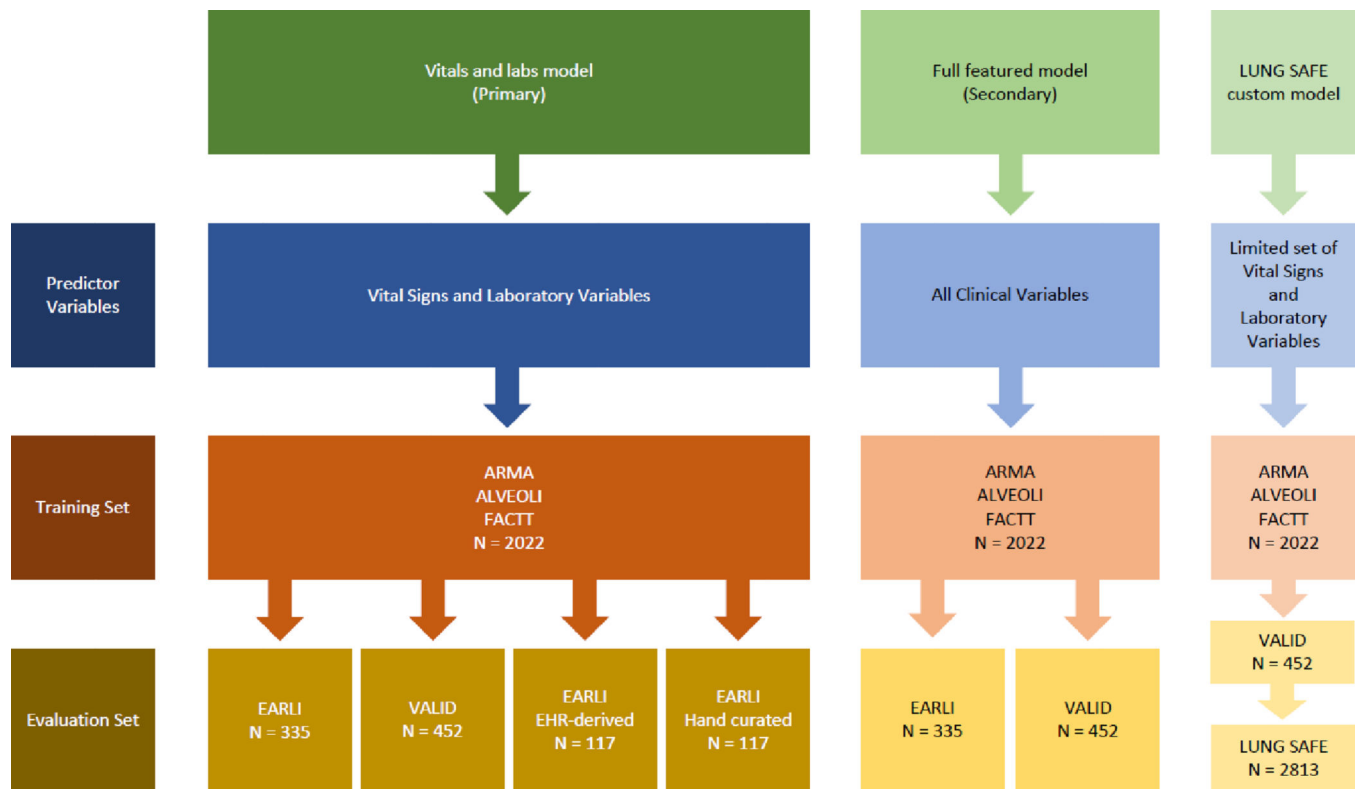 Vitals and labs model
(Primary)
Full featured model
(Secondary)
LUNG SAFE
custom model
Predictor
Variables
Vital Signs and Laboratory Variables
All Clinical Variables
Limited set of
Vital Signs
and
Laboratory
Variables
Training Set
ARMA
ALVEOLI
FACTT
N = 2022
ARMA
ALVEOLI
FACTT
N = 2022
ARMA
ALVEOLI
FACTT
N = 2022
Evaluation Set
EARLI
N = 335
VALID
N = 452
EARLI
EHR-derived
N = 117
EARLI
Hand curated
N = 117
EARLI
N = 335
VALID
N = 452
VALID
N = 452
LUNG SAFE
N = 2813